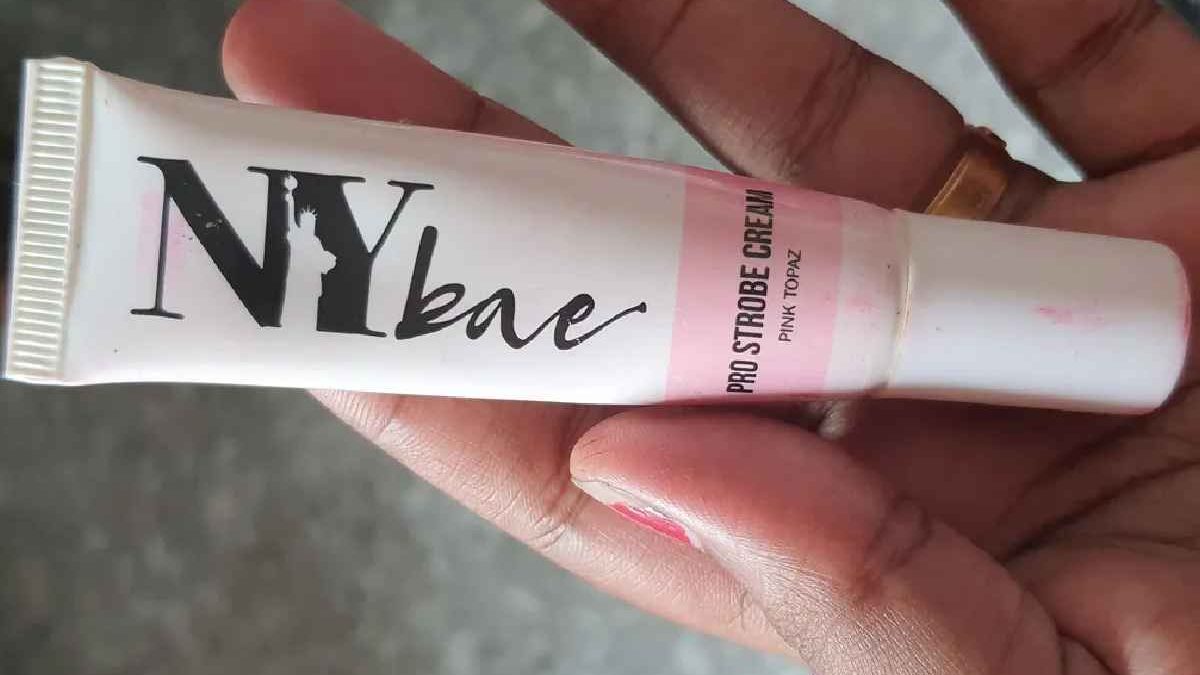 NY bae
PRO STROBE CREAM
PINK TOPAZ